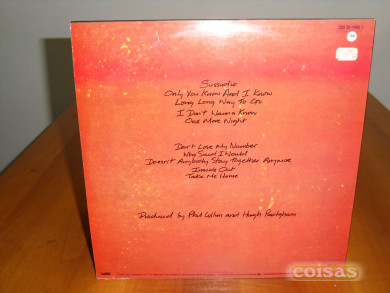 Sussudio
Only You Know And I Know
Long Long Way To Go
I Don't Wanna Know
One More Night
Don't Lose My Number
Who Said I Would
Doesn't Anybody Stay Together Anymore
Inside Out
Take Me Home
Produced by Phil Collins and Hugh Padgham
coisas